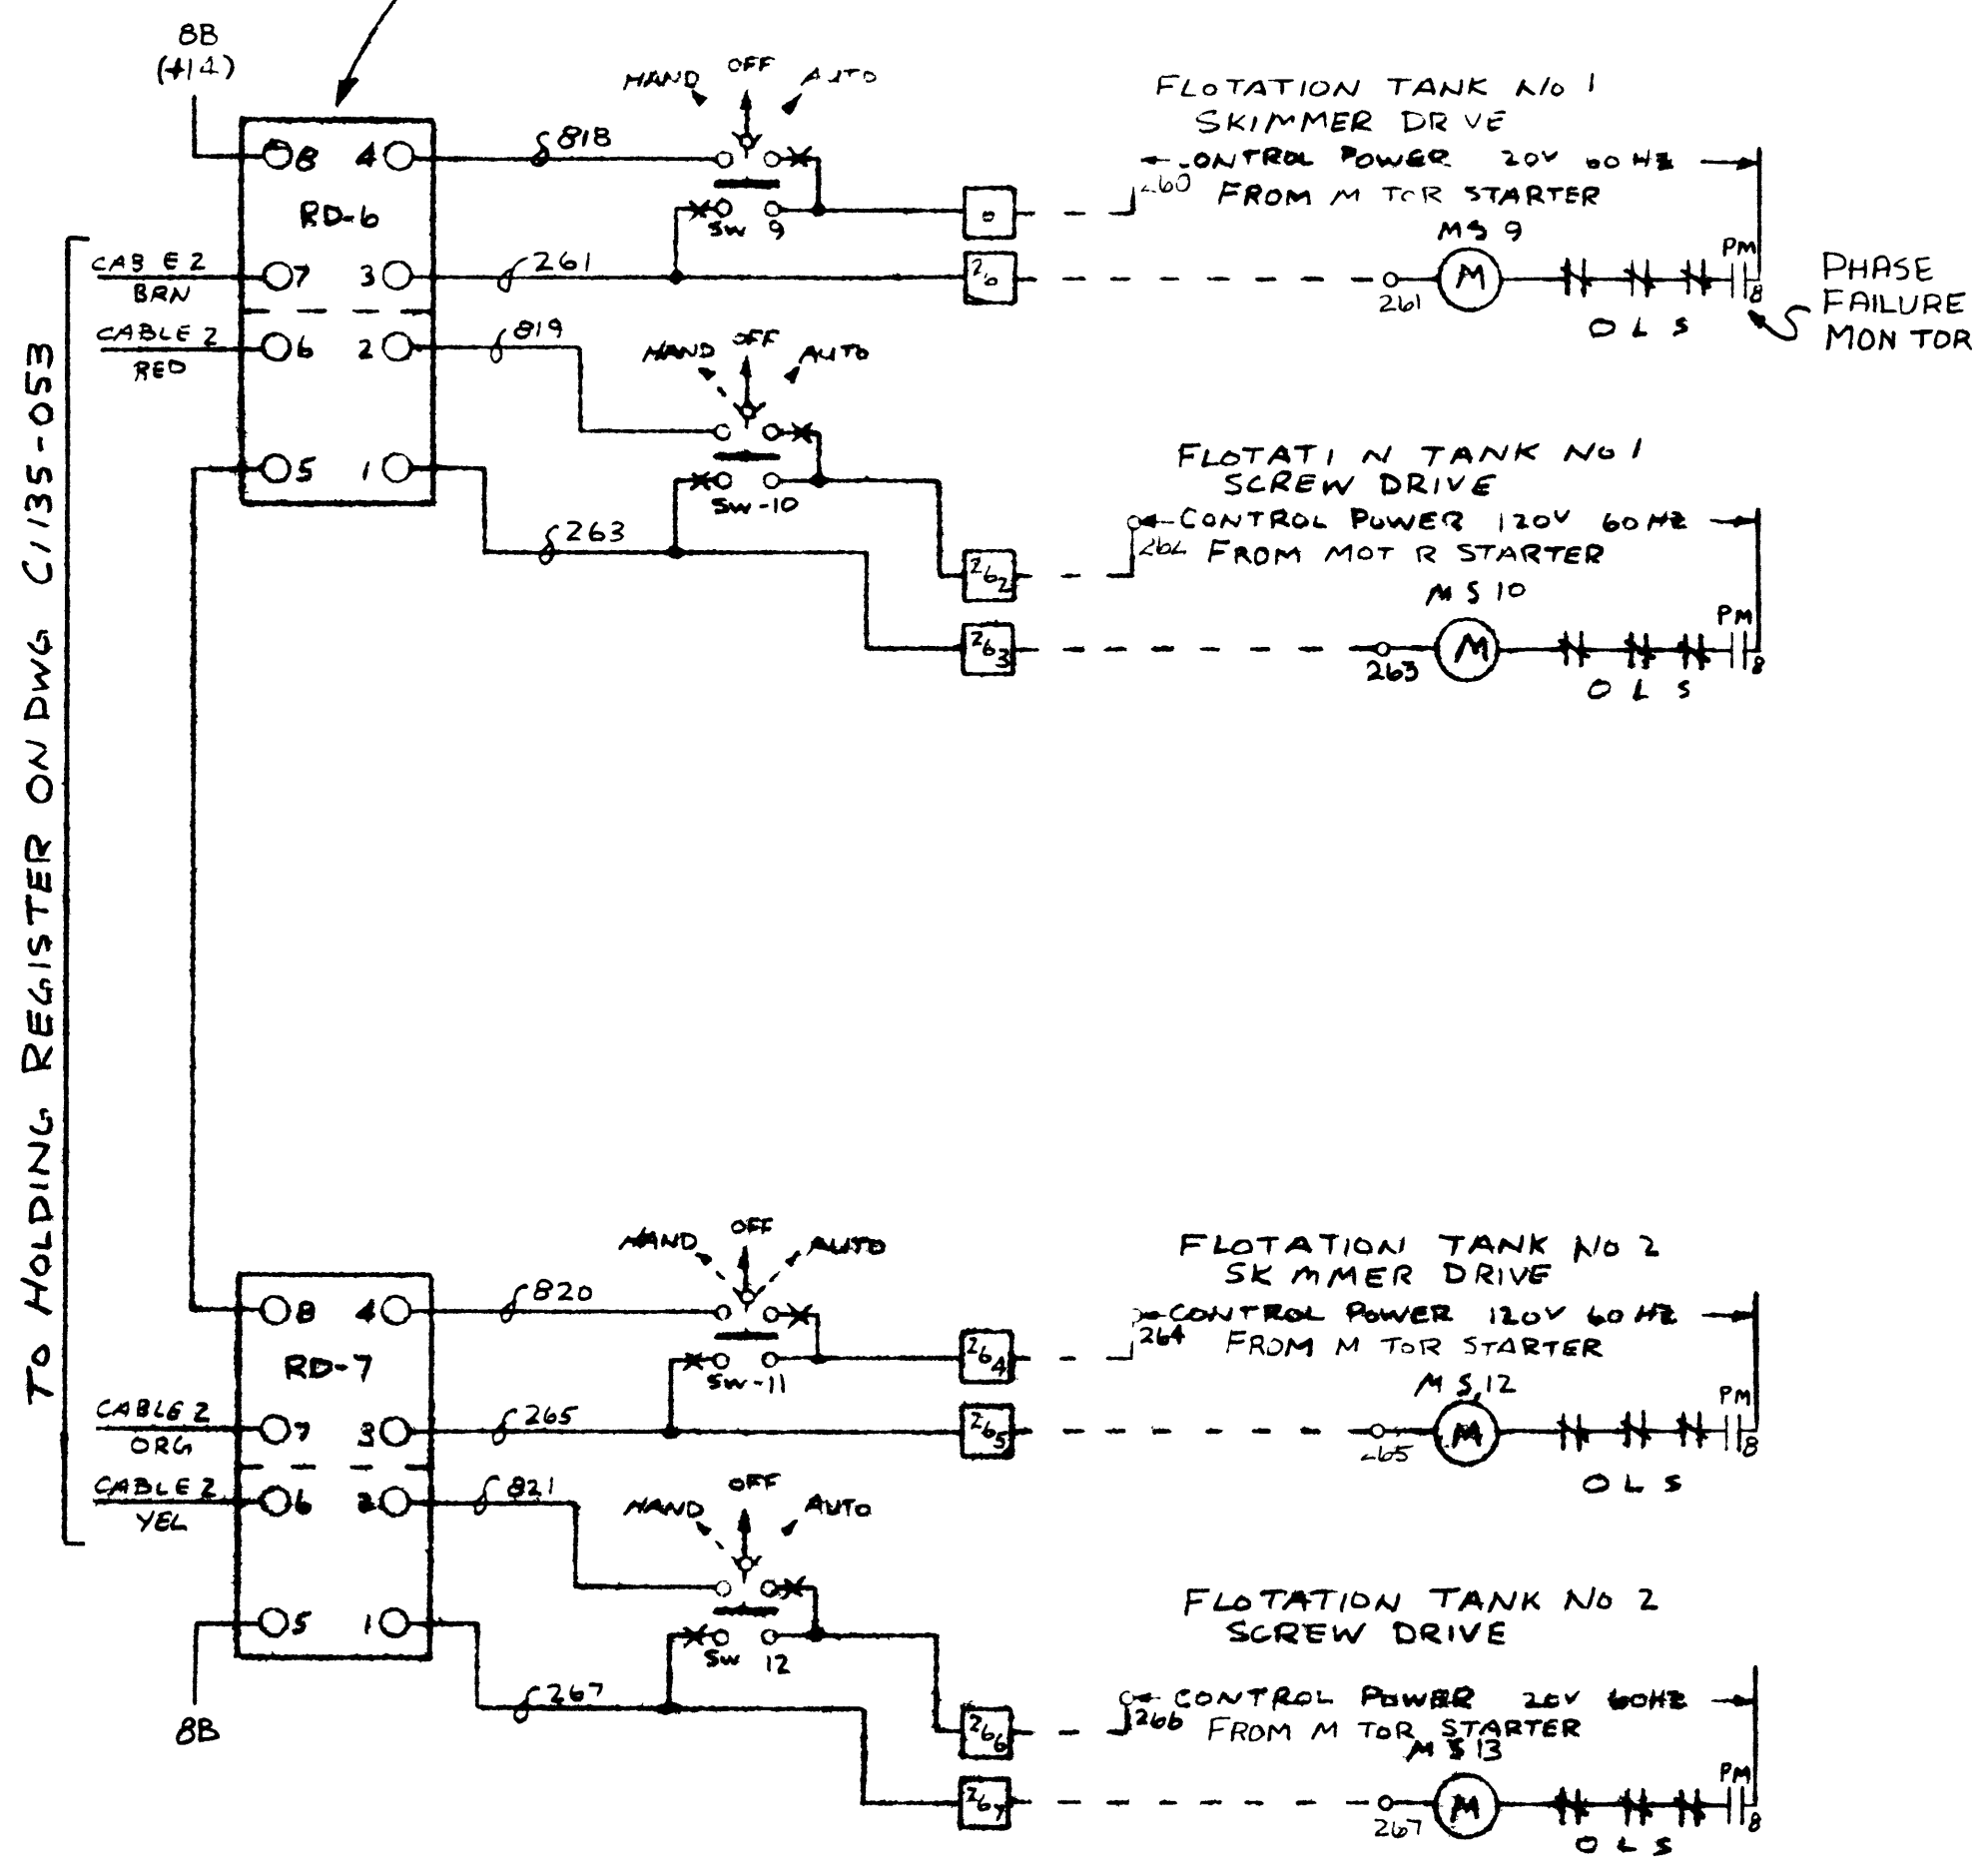 8B
(+14)
HAND OFF AUTO
8 4
818
RD-6
SW 9
7 3
CAB E 2
BRN
261
CABLE 2
RED
6 2
819
HAND OFF AUTO
5 1
SW-10
263
TO HOLDING REGISTER ON DWG C1135-053
FLOTATION TANK No 1
SKIMMER DR VE
ONTROL POWER 20V 60 HZ
260
FROM M TOR STARTER
MS 9
M
261
O L S
PM
8
PHASE
FAILURE
MON TOR
FLOTATI N TANK No 1
SCREW DRIVE
CONTROL POWER 120V 60 HZ
262
FROM MOT R STARTER
262
263
MS 10
M
263
O L S
PM
8
8 4
820
HAND OFF AUTO
RD-7
SW-11
264
CABLE 2
ORG
7 3
265
265
CABLE 2
YEL
6 2
821
HAND OFF AUTO
5 1
SW 12
267
8B
266
267
FLOTATION TANK No 2
SK MMER DRIVE
CONTROL POWER 120V 60 HZ
264
FROM M TOR STARTER
MS,12
M
265
O L S
PM
8
FLOTATION TANK No 2
SCREW DRIVE
CONTROL POWER 20V 60HZ
266
FROM M TOR STARTER
MS 13
M
267
O L S
PM
8